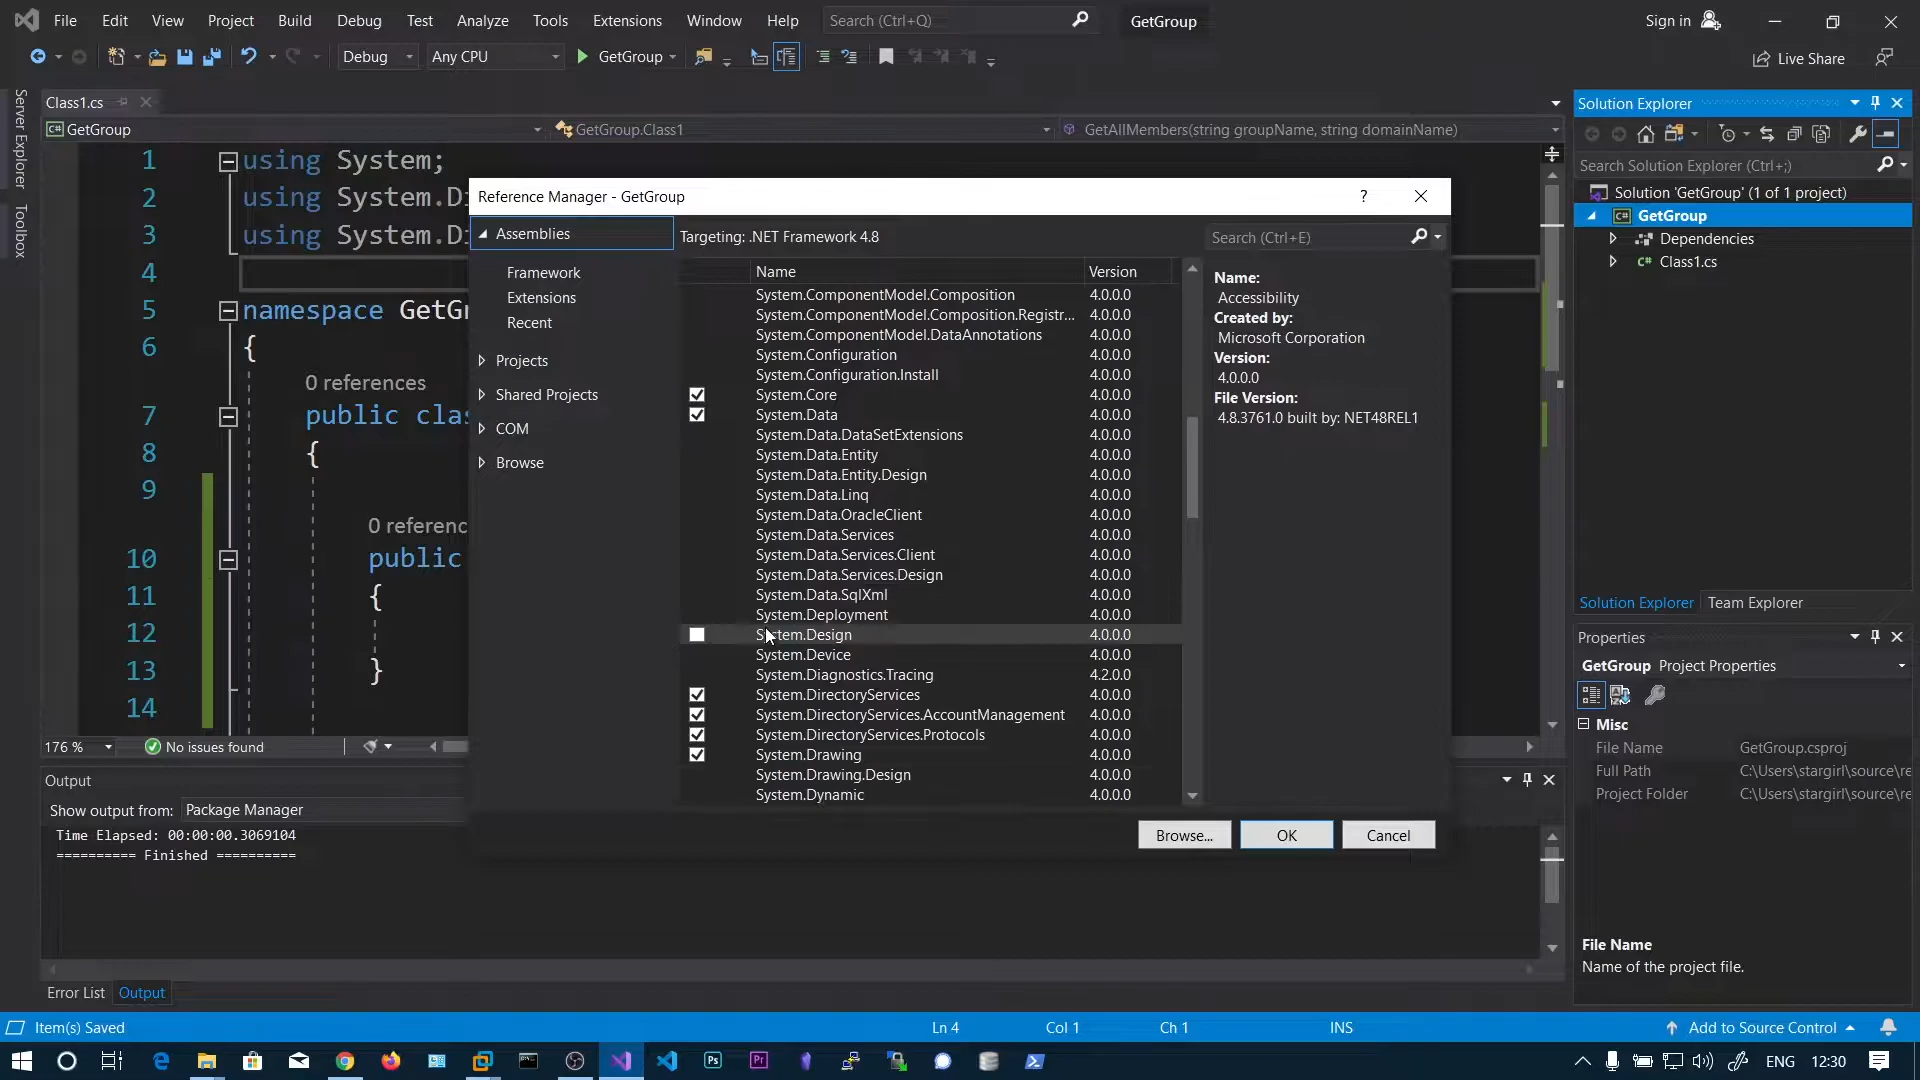 File Edit View Project Build Debug Test Analyze Tools Extensions Window Help Search (Ctrl+Q) GetGroup Sign in
Debug Any CPU GetGroup Live Share
Server Explorer
Toolbox
Class1.cs
GetGroup GetGroup.Class1 GetAllMembers(string groupName, string domainName)
1 using System;
2 using System.Di
3 using System.Di
4
5 namespace GetGr
6 {
0 references
7 public clas
8 {
9
0 referenc
10 public
11 {
12
13 }
14
176 % No issues found
Output
Show output from: Package Manager
Time Elapsed: 00:00:00.3069104
========== Finished ==========
Error List Output
Reference Manager - GetGroup ?
Assemblies
Framework
Extensions
Recent
Projects
Shared Projects
COM
Browse
Targeting: .NET Framework 4.8
Search (Ctrl+E)
Name Version
System.ComponentModel.Composition 4.0.0.0
System.ComponentModel.Composition.Registr... 4.0.0.0
System.ComponentModel.DataAnnotations 4.0.0.0
System.Configuration 4.0.0.0
System.Configuration.Install 4.0.0.0
System.Core 4.0.0.0
System.Data 4.0.0.0
System.Data.DataSetExtensions 4.0.0.0
System.Data.Entity 4.0.0.0
System.Data.Entity.Design 4.0.0.0
System.Data.Linq 4.0.0.0
System.Data.OracleClient 4.0.0.0
System.Data.Services 4.0.0.0
System.Data.Services.Client 4.0.0.0
System.Data.Services.Design 4.0.0.0
System.Data.SqlXml 4.0.0.0
System.Deployment 4.0.0.0
System.Design 4.0.0.0
System.Device 4.0.0.0
System.Diagnostics.Tracing 4.2.0.0
System.DirectoryServices 4.0.0.0
System.DirectoryServices.AccountManagement 4.0.0.0
System.DirectoryServices.Protocols 4.0.0.0
System.Drawing 4.0.0.0
System.Drawing.Design 4.0.0.0
System.Dynamic 4.0.0.0
Name:
Accessibility
Created by:
Microsoft Corporation
Version:
4.0.0.0
File Version:
4.8.3761.0 built by: NET48REL1
Browse... OK Cancel
Solution Explorer
Search Solution Explorer (Ctrl+;)
Solution 'GetGroup' (1 of 1 project)
C# GetGroup
Dependencies
C# Class1.cs
Solution Explorer Team Explorer
Properties
GetGroup Project Properties
Misc
File Name GetGroup.csproj
Full Path C:\Users\stargirl\source\re
Project Folder C:\Users\stargirl\source\re
File Name
Name of the project file.
Item(s) Saved Ln 4 Col 1 Ch 1 INS Add to Source Control
Ps Pr ENG 12:30